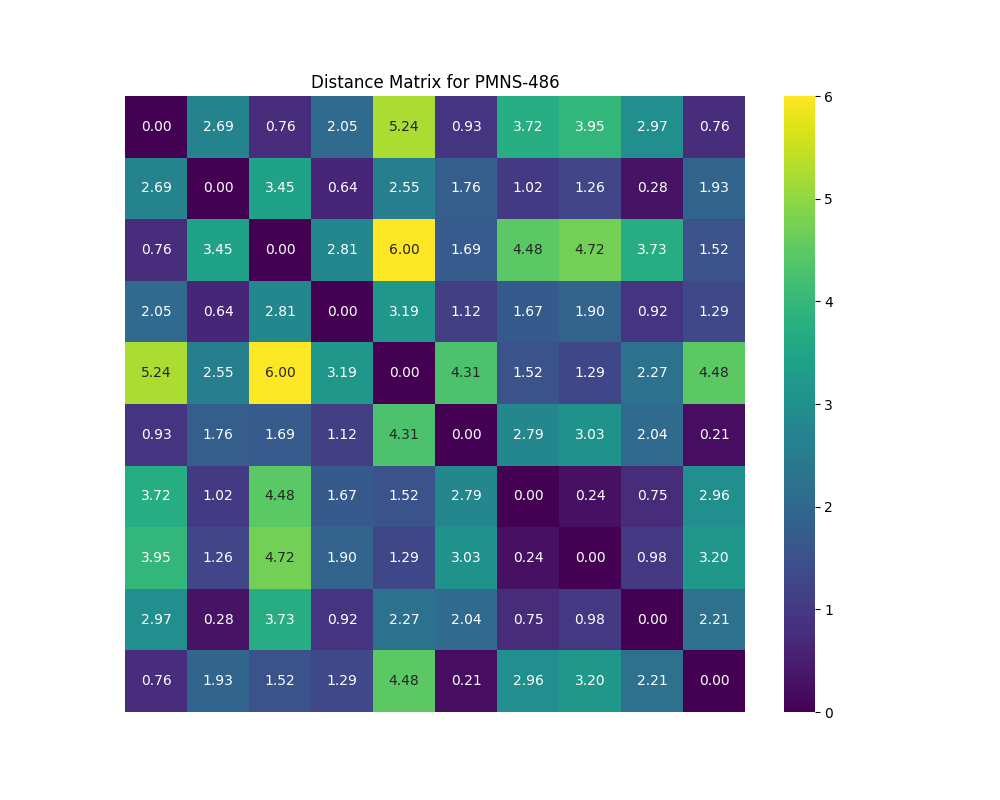 Distance Matrix for PMNS-486
0.00 2.69 0.76 2.05 5.24 0.93 3.72 3.95 2.97 0.76
2.69 0.00 3.45 0.64 2.55 1.76 1.02 1.26 0.28 1.93
0.76 3.45 0.00 2.81 6.00 1.69 4.48 4.72 3.73 1.52
2.05 0.64 2.81 0.00 3.19 1.12 1.67 1.90 0.92 1.29
5.24 2.55 6.00 3.19 0.00 4.31 1.52 1.29 2.27 4.48
0.93 1.76 1.69 1.12 4.31 0.00 2.79 3.03 2.04 0.21
3.72 1.02 4.48 1.67 1.52 2.79 0.00 0.24 0.75 2.96
3.95 1.26 4.72 1.90 1.29 3.03 0.24 0.00 0.98 3.20
2.97 0.28 3.73 0.92 2.27 2.04 0.75 0.98 0.00 2.21
0.76 1.93 1.52 1.29 4.48 0.21 2.96 3.20 2.21 0.00
6
5
4
3
2
1
0